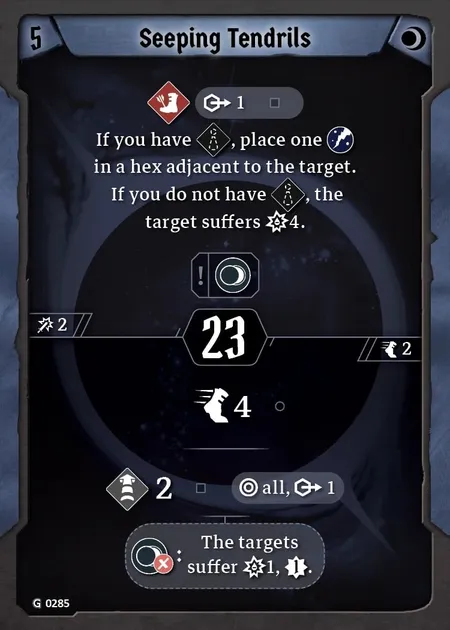 5 Seeping Tendrils
1
If you have , place one
in a hex adjacent to the target.
If you do not have , the
target suffers 4.
!
2
23
2
4
2 all, 1
: The targets
suffer 1, .
G 0285